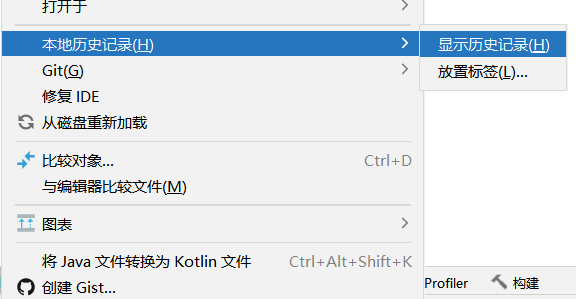 打开于
本地历史记录(H)
显示历史记录(H)
Git(G)
放置标签(L)...
修复 IDE
从磁盘重新加载
比较对象... Ctrl+D
与编辑器比较文件(M)
图表
将 Java 文件转换为 Kotlin 文件 Ctrl+Alt+Shift+K
创建 Gist...
Profiler 构建